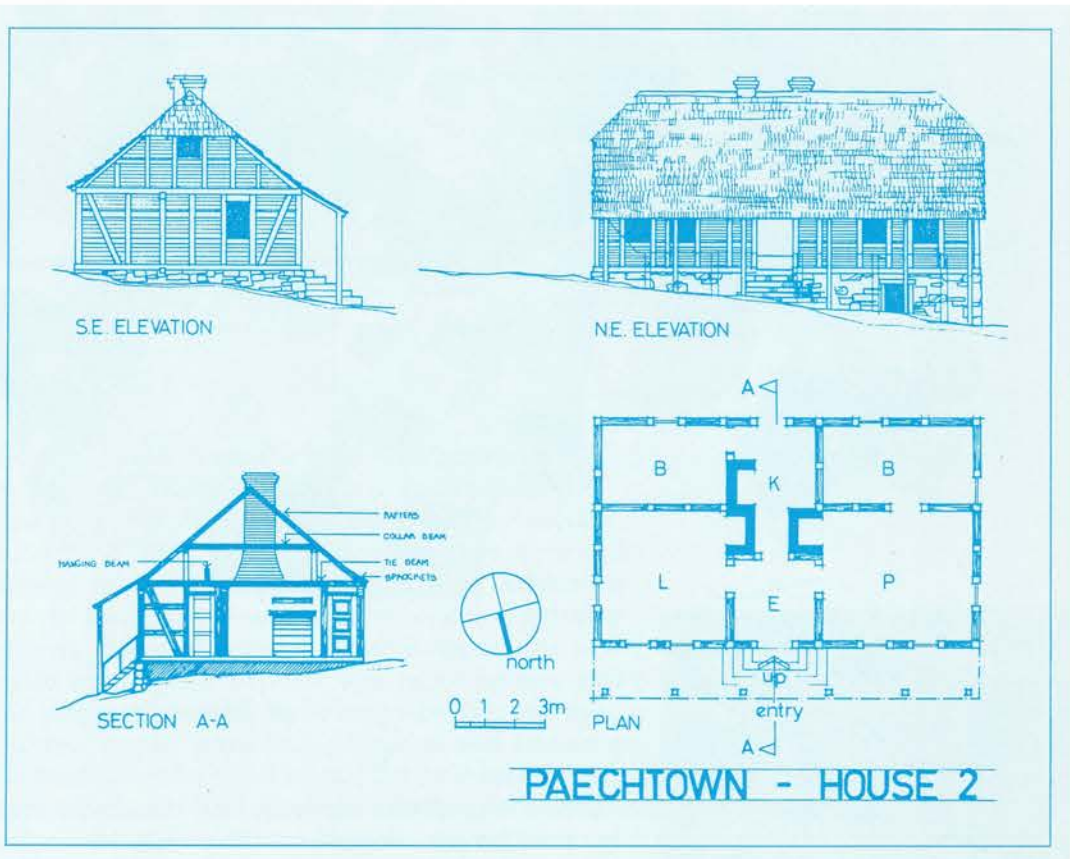 S.E. ELEVATION
N.E. ELEVATION
A
B
K
B
L
E
P
up
entry
A
PLAN
RAFTERS
COLLAR BEAM
HANGING BEAM
TIE BEAM
SPROCKETS
north
0 1 2 3m
SECTION A-A
PAECHTOWN - HOUSE 2